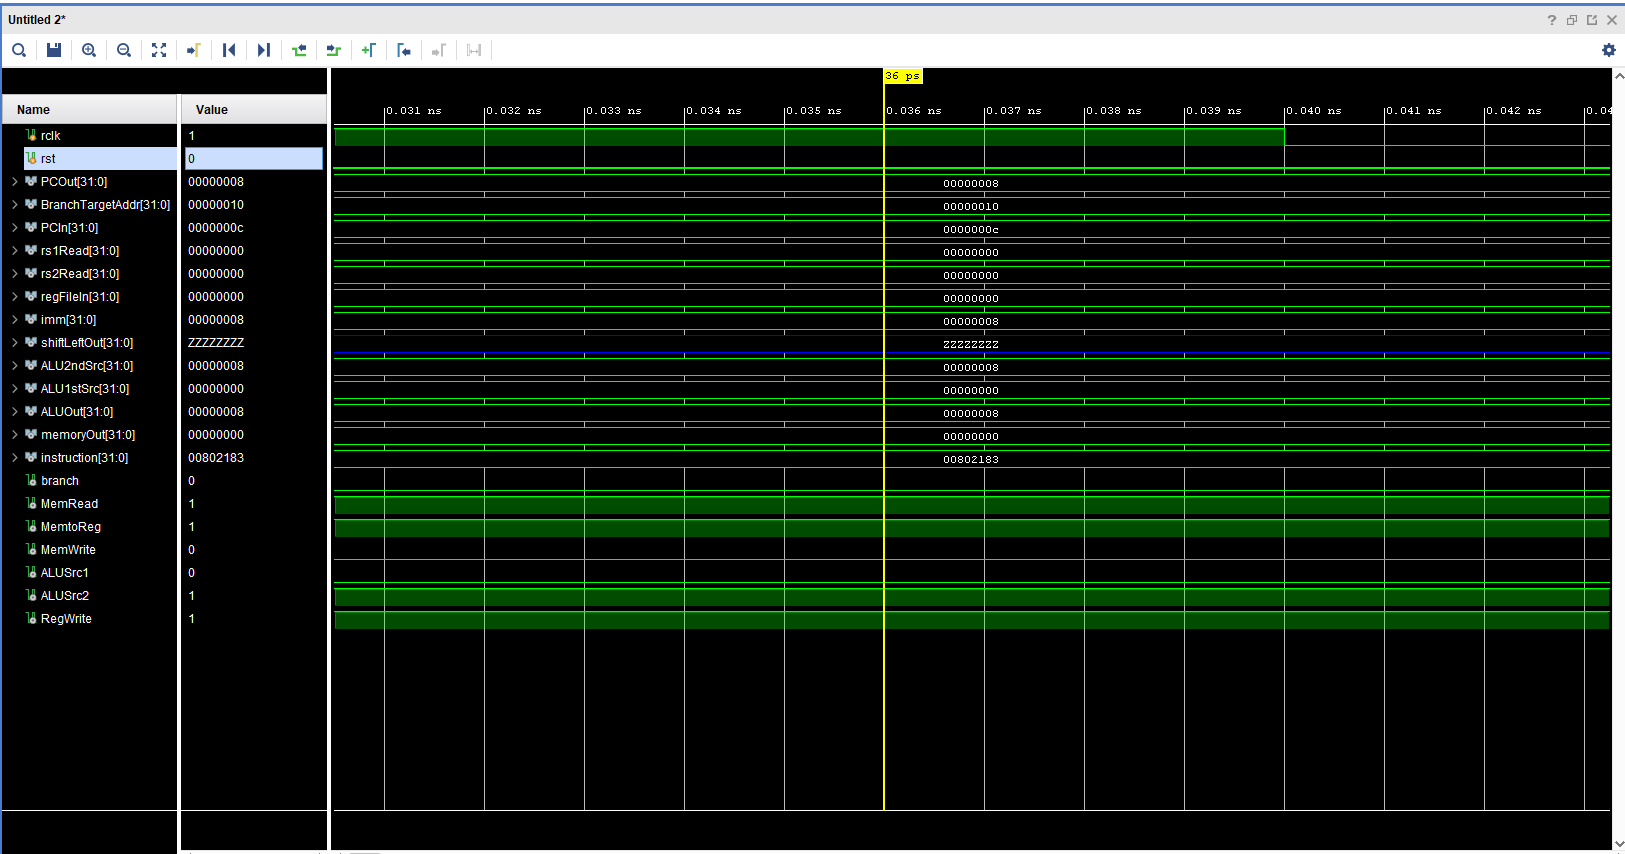 Untitled 2*
?
36 ps
Name Value
0.031 ns 0.032 ns 0.033 ns 0.034 ns 0.035 ns 0.036 ns 0.037 ns 0.038 ns 0.039 ns 0.040 ns 0.041 ns 0.042 ns 0.04
rclk 1
rst 0
PCOut[31:0] 00000008 00000008
BranchTargetAddr[31:0] 00000010 00000010
PCIn[31:0] 0000000c 0000000c
rs1Read[31:0] 00000000 00000000
rs2Read[31:0] 00000000 00000000
regFileIn[31:0] 00000000 00000000
imm[31:0] 00000008 00000008
shiftLeftOut[31:0] ZZZZZZZZ ZZZZZZZZ
ALU2ndSrc[31:0] 00000008 00000008
ALU1stSrc[31:0] 00000000 00000000
ALUOut[31:0] 00000008 00000008
memoryOut[31:0] 00000000 00000000
instruction[31:0] 00802183 00802183
branch 0
MemRead 1
MemtoReg 1
MemWrite 0
ALUSrc1 0
ALUSrc2 1
RegWrite 1